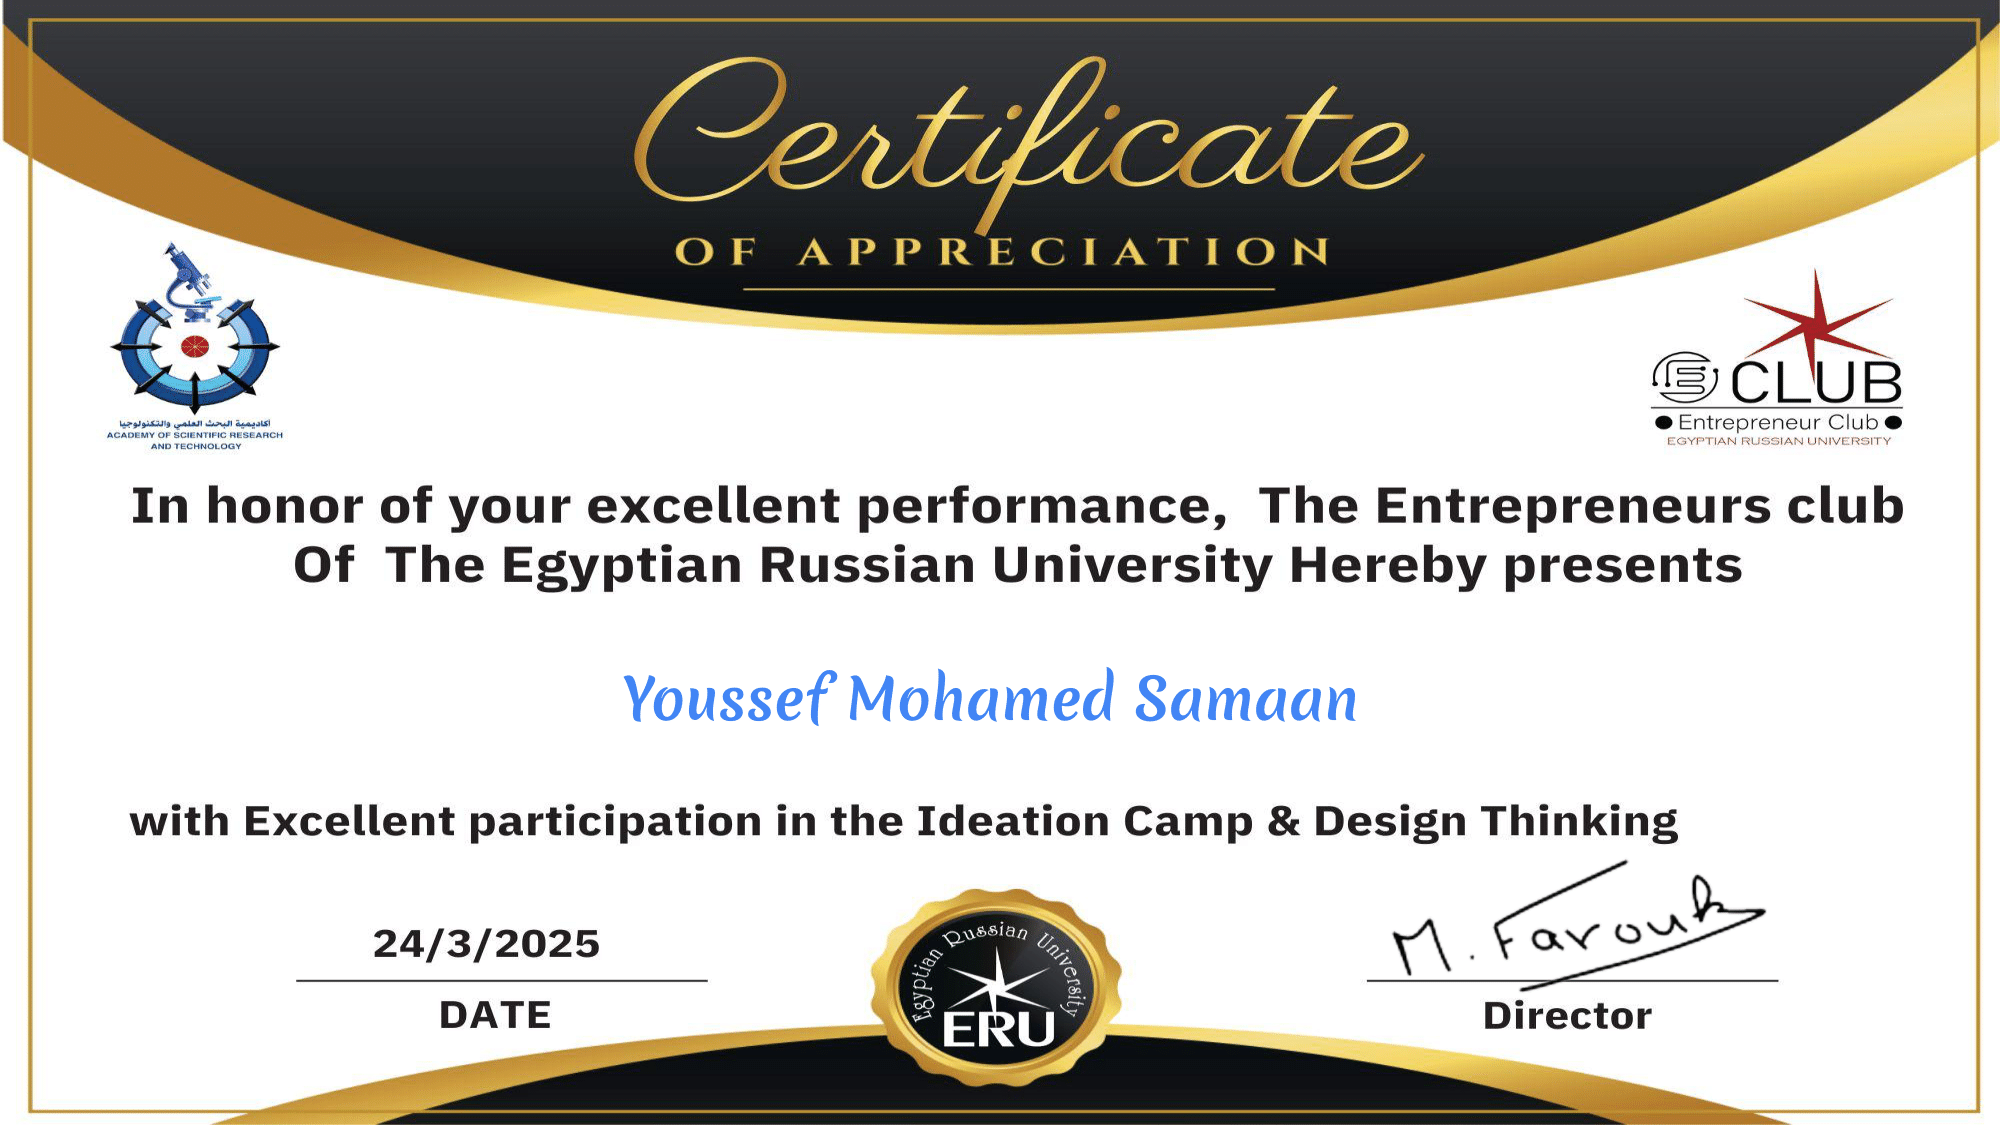 Certificate
OF APPRECIATION
اكاديمية البحث العلمي والتكنولوجيا
ACADEMY OF SCIENTIFIC RESEARCH
AND TECHNOLOGY
E CLUB
Entrepreneur Club
EGYPTIAN RUSSIAN UNIVERSITY
In honor of your excellent performance, The Entrepreneurs club
Of The Egyptian Russian University Hereby presents
Youssef Mohamed Samaan
with Excellent participation in the Ideation Camp & Design Thinking
24/3/2025
DATE
Egyptian Russian University
ERU
M. Farouk
Director